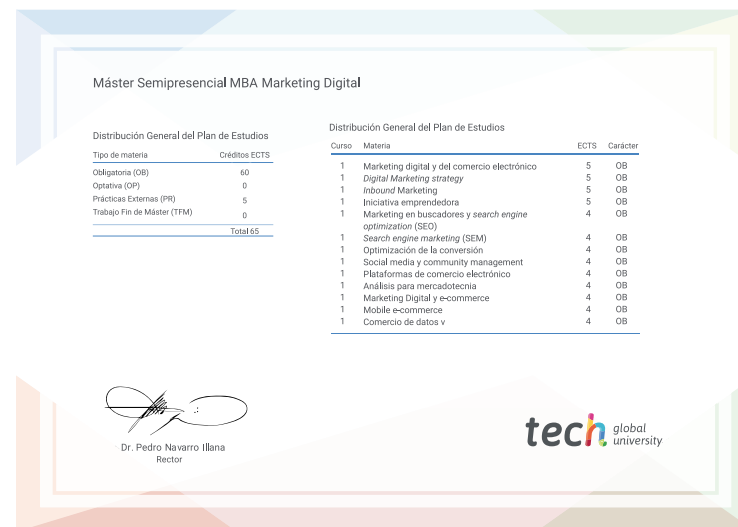 Máster Semipresencial MBA Marketing Digital
Distribución General del Plan de Estudios
Tipo de materia Créditos ECTS
Obligatoria (OB) 60
Optativa (OP) 0
Prácticas Externas (PR) 5
Trabajo Fin de Máster (TFM) 0
Total 65
Distribución General del Plan de Estudios
Curso Materia ECTS Carácter
1 Marketing digital y del comercio electrónico 5 OB
1 Digital Marketing strategy 5 OB
1 Inbound Marketing 5 OB
1 Iniciativa emprendedora 5 OB
1 Marketing en buscadores y search engine 4 OB
optimization (SEO)
1 Search engine marketing (SEM) 4 OB
1 Optimización de la conversión 4 OB
1 Social media y community management 4 OB
1 Plataformas de comercio electrónico 4 OB
1 Análisis para mercadotecnia 4 OB
1 Marketing Digital y e-commerce 4 OB
1 Mobile e-commerce 4 OB
1 Comercio de datos v 4 OB
Dr. Pedro Navarro Illana
Rector
tech global
university